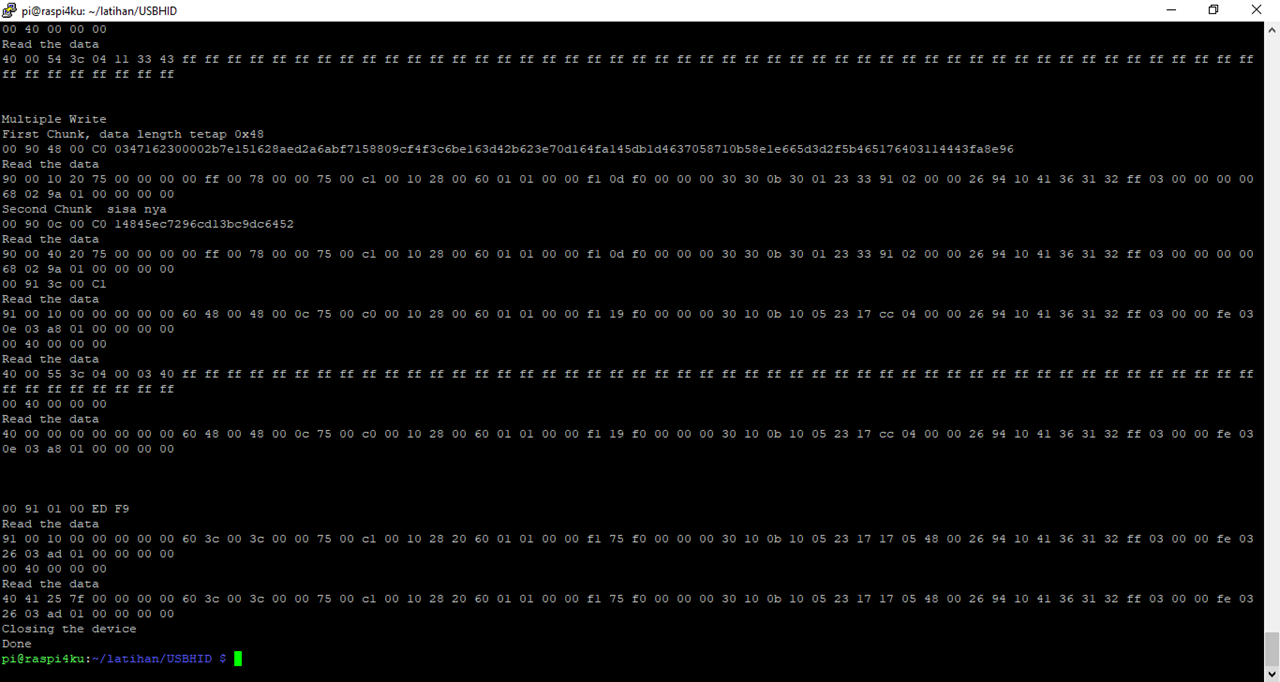 pi@raspi4ku: ~/latihan/USBHID
00 40 00 00 00
Read the data
40 00 54 3c 04 11 33 43 ff ff ff ff ff ff ff ff ff ff ff ff ff ff ff ff ff ff ff ff ff ff ff ff ff ff ff ff ff ff ff ff ff ff ff ff ff ff ff ff ff ff ff ff ff ff ff ff
ff ff ff ff ff ff ff ff
Multiple Write
First Chunk, data length tetap 0x48
00 90 48 00 C0 0347162300002b7e151628aed2a6abf7158809cf4f3c6be163d42b623e70d164fa145db1d4637058710b58e1e665d3d2f5b465176403114443fa8e96
Read the data
90 00 10 20 75 00 00 00 00 ff 00 78 00 00 75 00 c1 00 10 28 00 60 01 01 00 00 f1 0d f0 00 00 00 30 30 0b 30 01 23 33 91 02 00 00 26 94 10 41 36 31 32 ff 03 00 00 00 00
68 02 9a 01 00 00 00 00
Second Chunk  sisa nya
00 90 0c 00 C0 14845ec7296cd13bc9dc6452
Read the data
90 00 40 20 75 00 00 00 00 ff 00 78 00 00 75 00 c1 00 10 28 00 60 01 01 00 00 f1 0d f0 00 00 00 30 30 0b 30 01 23 33 91 02 00 00 26 94 10 41 36 31 32 ff 03 00 00 00 00
68 02 9a 01 00 00 00 00
00 91 3c 00 C1
Read the data
91 00 10 00 00 00 00 00 60 48 00 48 00 0c 75 00 c0 00 10 28 00 60 01 01 00 00 f1 19 f0 00 00 00 30 10 0b 10 05 23 17 cc 04 00 00 26 94 10 41 36 31 32 ff 03 00 00 fe 03
0e 03 a8 01 00 00 00 00
00 40 00 00 00
Read the data
40 00 55 3c 04 00 03 40 ff ff ff ff ff ff ff ff ff ff ff ff ff ff ff ff ff ff ff ff ff ff ff ff ff ff ff ff ff ff ff ff ff ff ff ff ff ff ff ff ff ff ff ff ff ff ff ff
ff ff ff ff ff ff ff ff
00 40 00 00 00
Read the data
40 00 00 00 00 00 00 00 60 48 00 48 00 0c 75 00 c0 00 10 28 00 60 01 01 00 00 f1 19 f0 00 00 00 30 10 0b 10 05 23 17 cc 04 00 00 26 94 10 41 36 31 32 ff 03 00 00 fe 03
0e 03 a8 01 00 00 00 00
00 91 01 00 ED F9
Read the data
91 00 10 00 00 00 00 00 60 3c 00 3c 00 00 75 00 c1 00 10 28 20 60 01 01 00 00 f1 75 f0 00 00 00 30 10 0b 10 05 23 17 17 05 48 00 26 94 10 41 36 31 32 ff 03 00 00 fe 03
26 03 ad 01 00 00 00 00
00 40 00 00 00
Read the data
40 41 25 7f 00 00 00 00 60 3c 00 3c 00 00 75 00 c1 00 10 28 20 60 01 01 00 00 f1 75 f0 00 00 00 30 10 0b 10 05 23 17 17 05 48 00 26 94 10 41 36 31 32 ff 03 00 00 fe 03
26 03 ad 01 00 00 00 00
Closing the device
Done
pi@raspi4ku:~/latihan/USBHID $